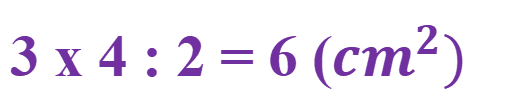 3 x 4 : 2 = 6 (cm²)